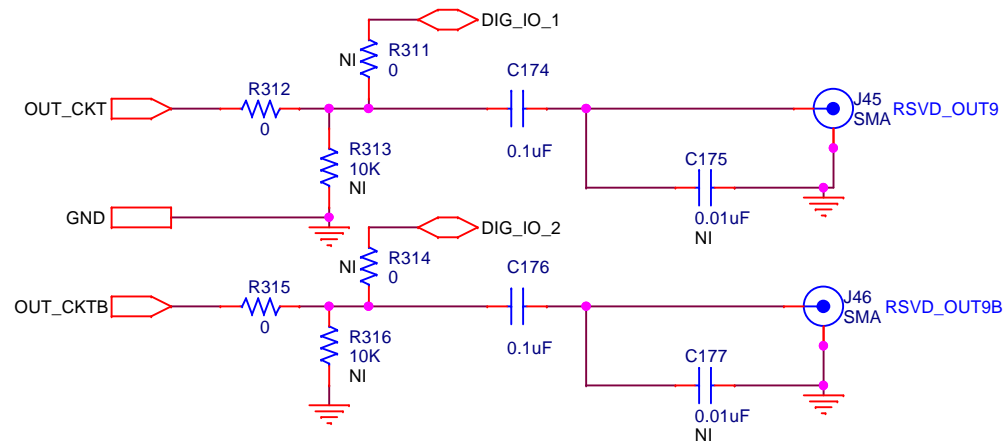 DIG_IO_1
NI
R311
0
C174
R312
OUT_CKT
0
J45
SMA
RSVD_OUT9
R313
10K
NI
0.1uF
C175
0.01uF
NI
GND
DIG_IO_2
NI
R314
0
C176
R315
OUT_CKTB
0
J46
SMA
RSVD_OUT9B
R316
10K
NI
0.1uF
C177
0.01uF
NI